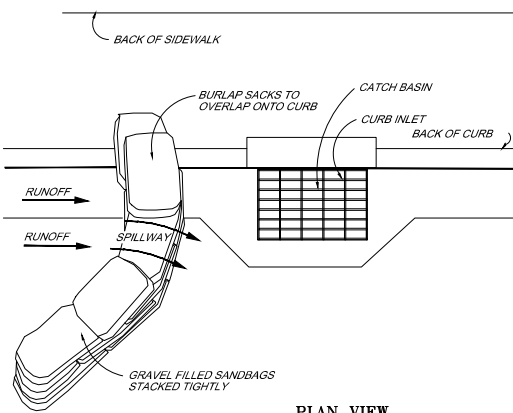 BACK OF SIDEWALK
BURLAP SACKS TO
OVERLAP ONTO CURB
CATCH BASIN
CURB INLET
BACK OF CURB
RUNOFF
RUNOFF
SPILLWAY
GRAVEL FILLED SANDBAGS
STACKED TIGHTLY
PLAN VIEW